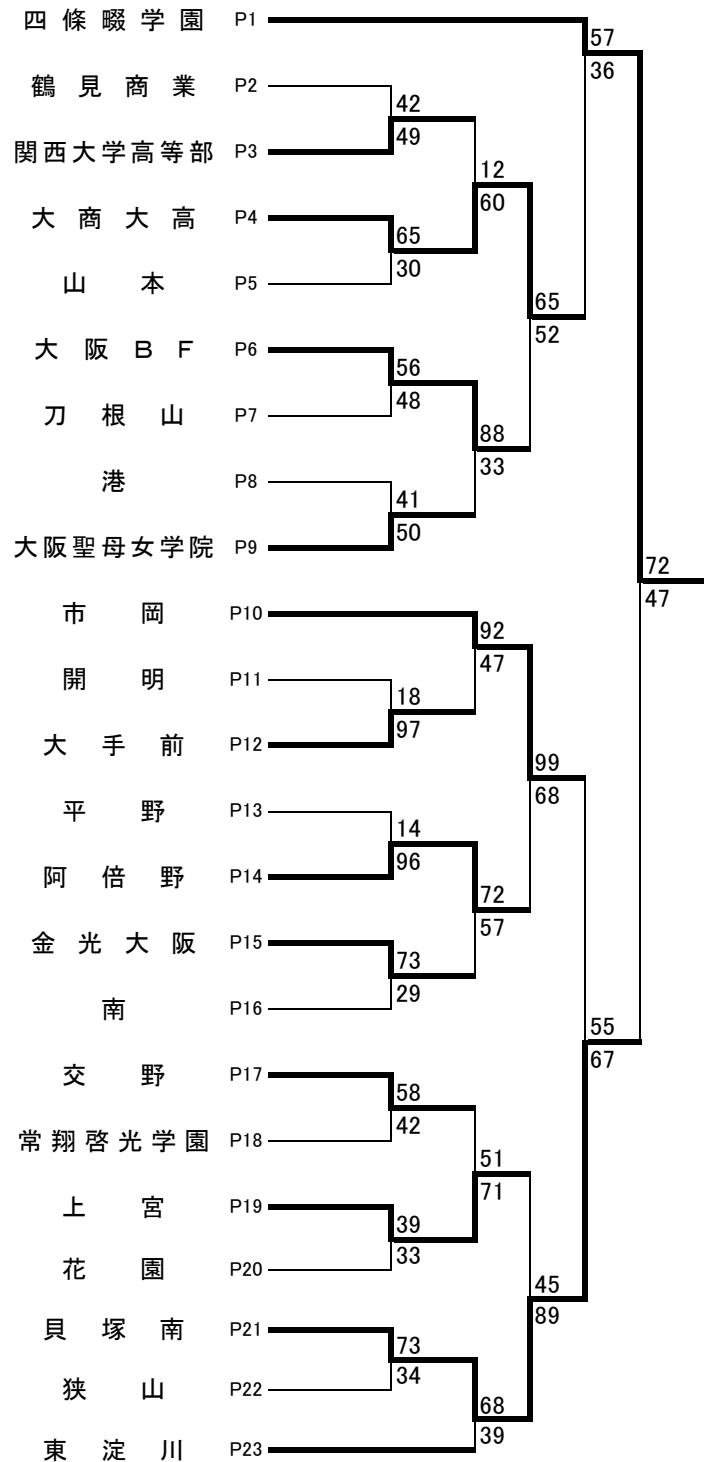 四條畷学園 P1
57
36
鶴見商業 P2
42
49
関西大学高等部 P3
12
60
大商大高 P4
65
30
山本 P5
65
52
大阪BF P6
56
48
刀根山 P7
88
33
港 P8
41
50
大阪聖母女学院 P9
72
47
市岡 P10
92
47
開明 P11
18
97
大手前 P12
99
68
平野 P13
14
96
阿倍野 P14
72
57
金光大阪 P15
73
29
南 P16
55
67
交野 P17
58
42
常翔啓光学園 P18
51
71
上宮 P19
39
33
花園 P20
45
89
貝塚南 P21
73
34
狭山 P22
68
39
東淀川 P23